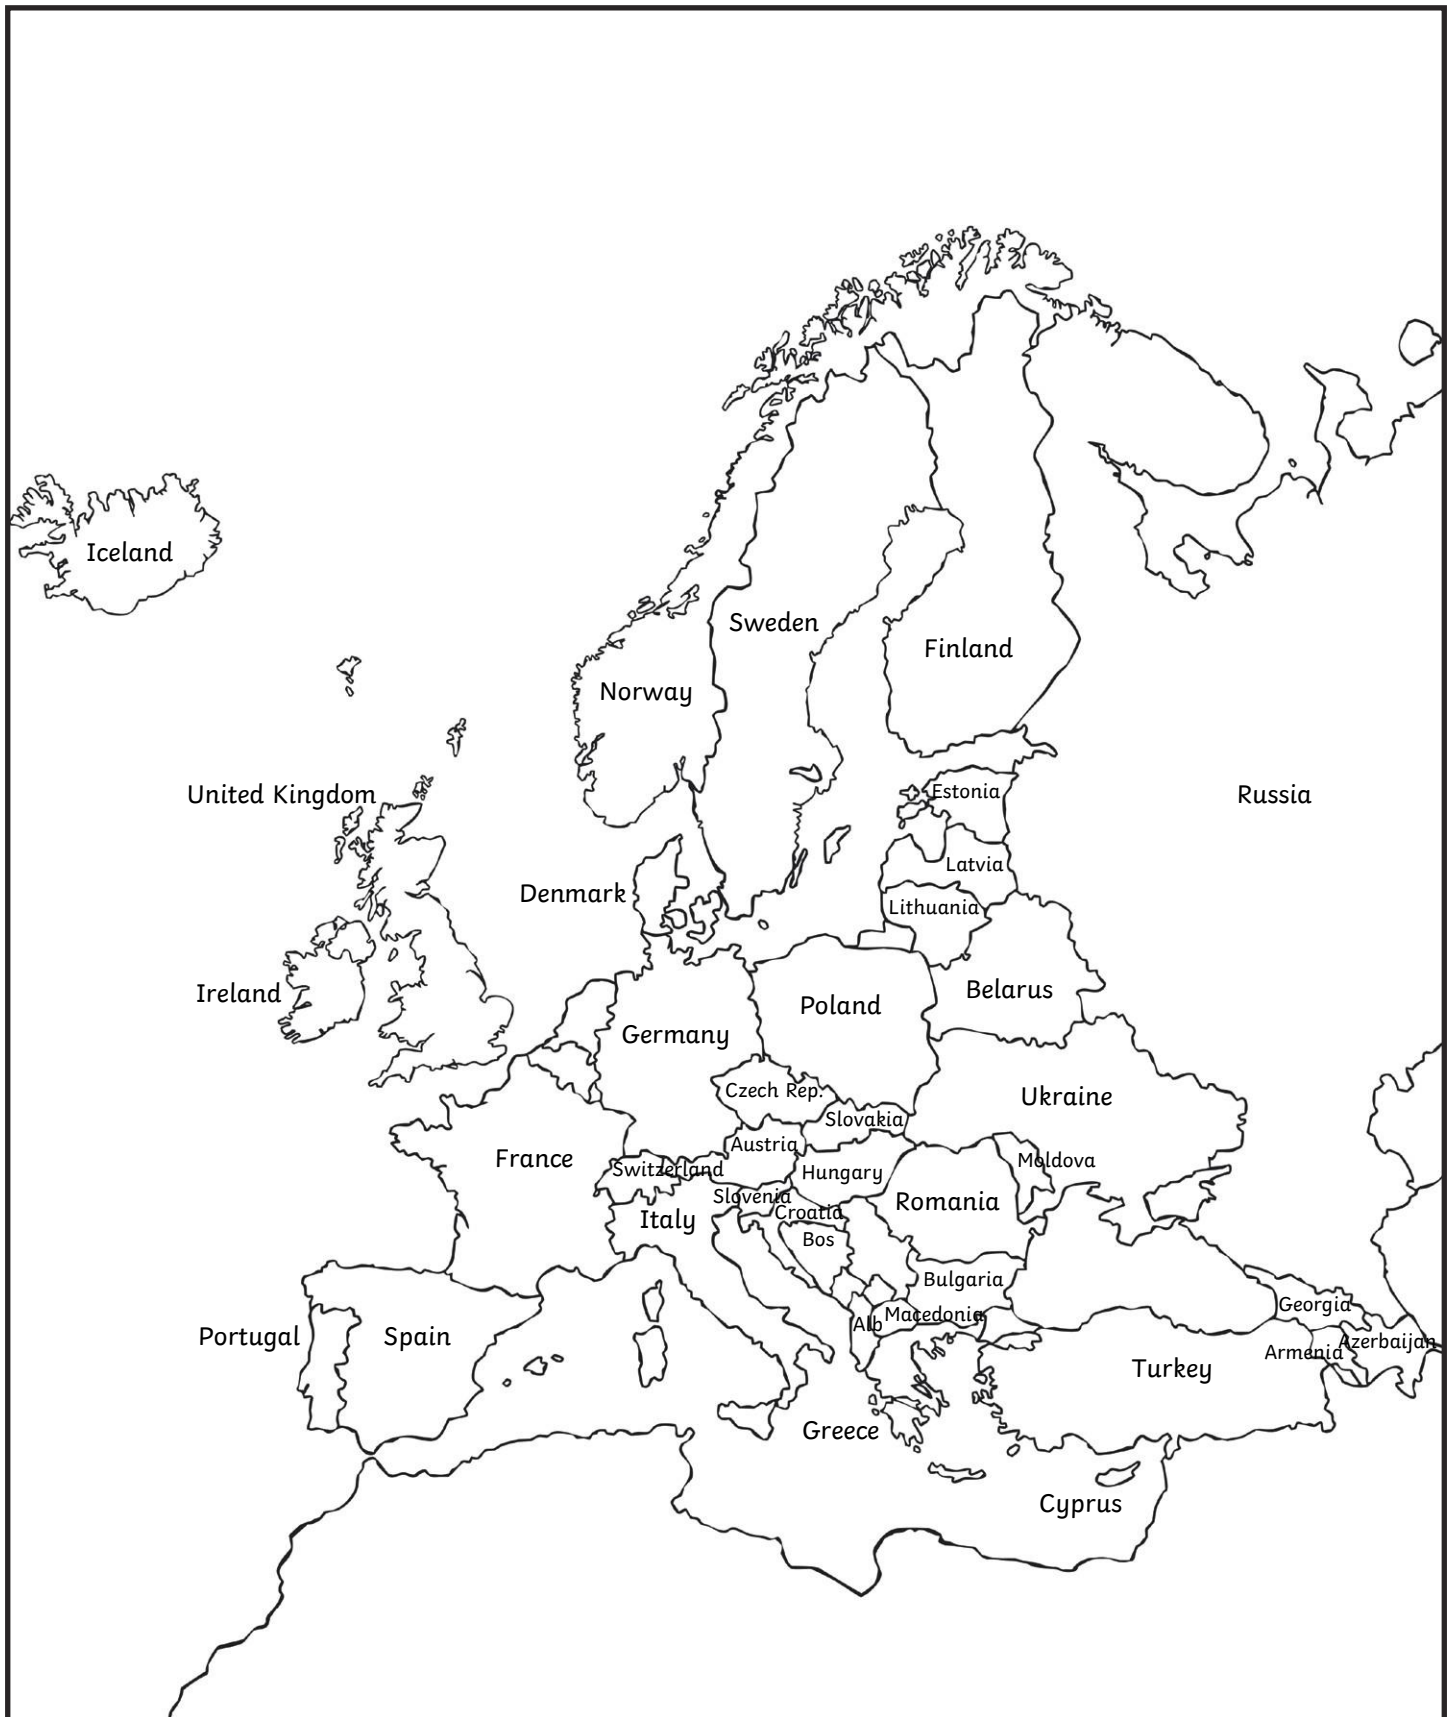 Iceland
Sweden
Finland
Norway
United Kingdom
Estonia
Russia
Latvia
Denmark
Lithuania
Ireland
Belarus
Poland
Germany
Czech Rep.
Ukraine
Slovakia
Austria
France
Moldova
Switzerland
Hungary
Slovenia
Romania
Croatia
Italy
Bos
Bulgaria
Georgia
Macedonia
Alb
Portugal
Spain
Azerbaijan
Armenia
Turkey
Greece
Cyprus